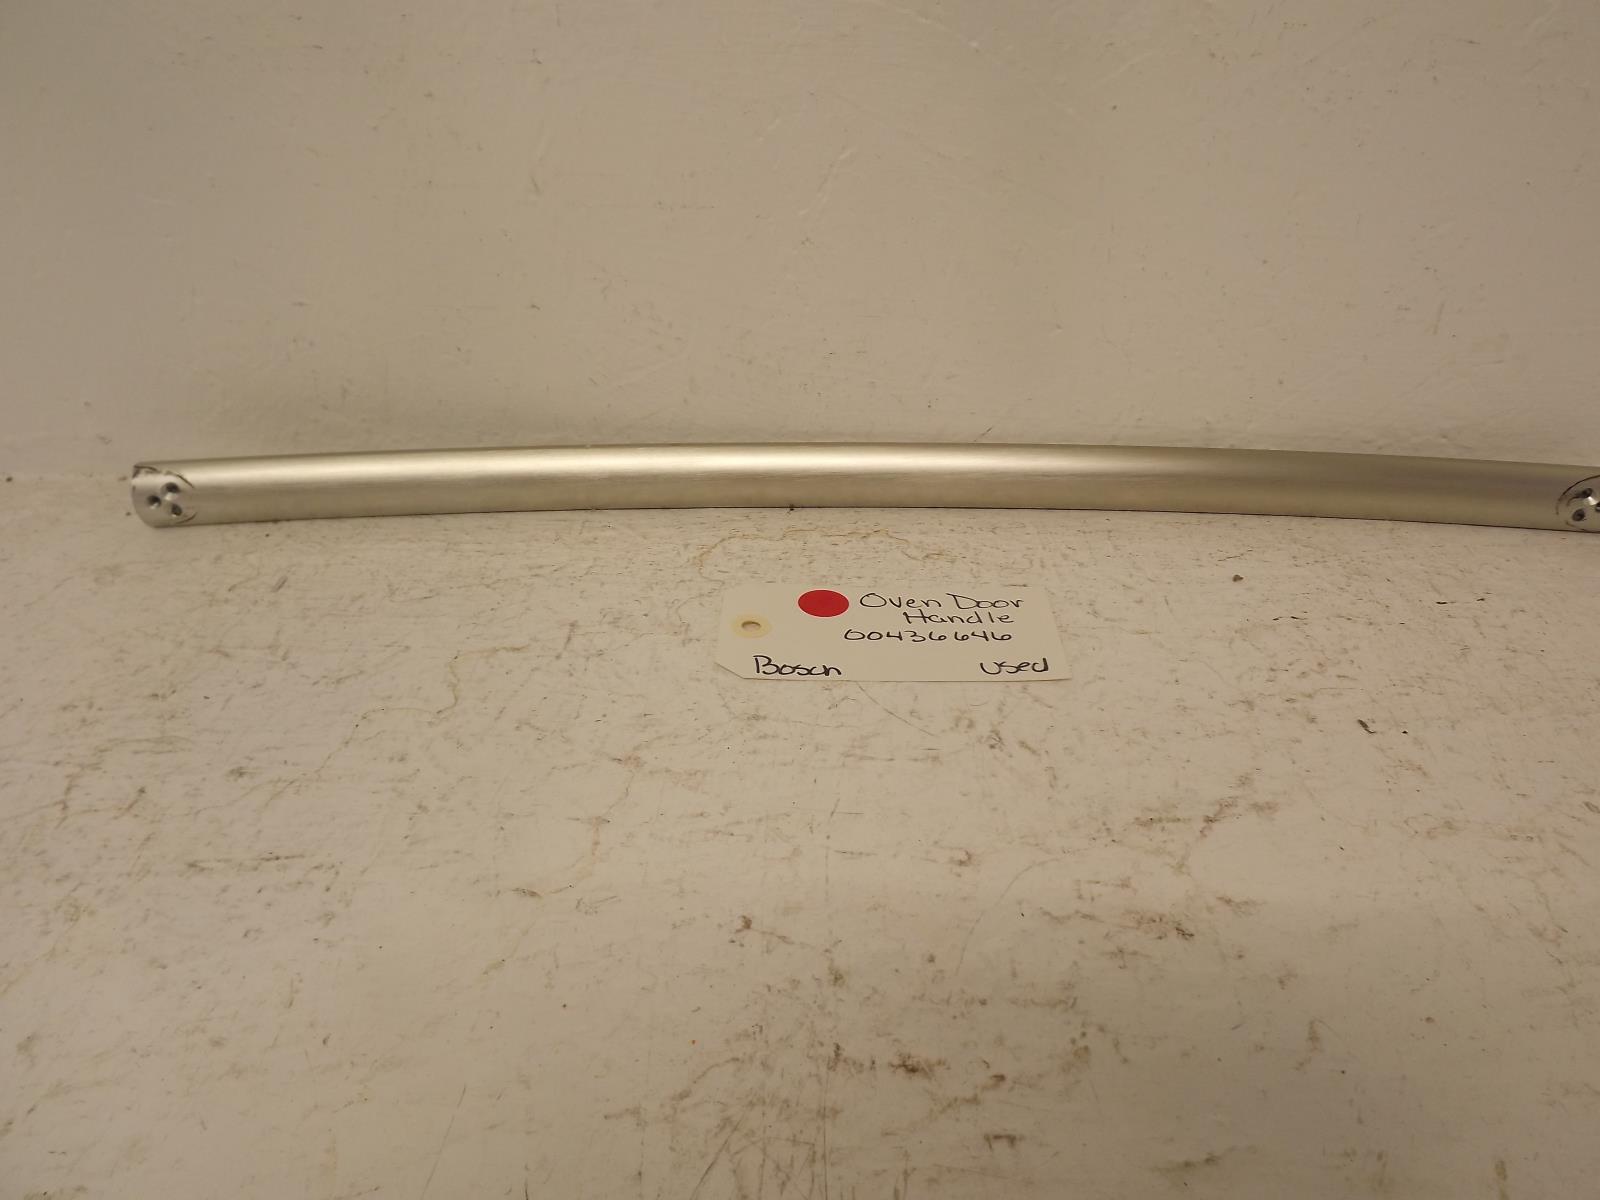 Oven Door
Handle
00436646
Bosch used